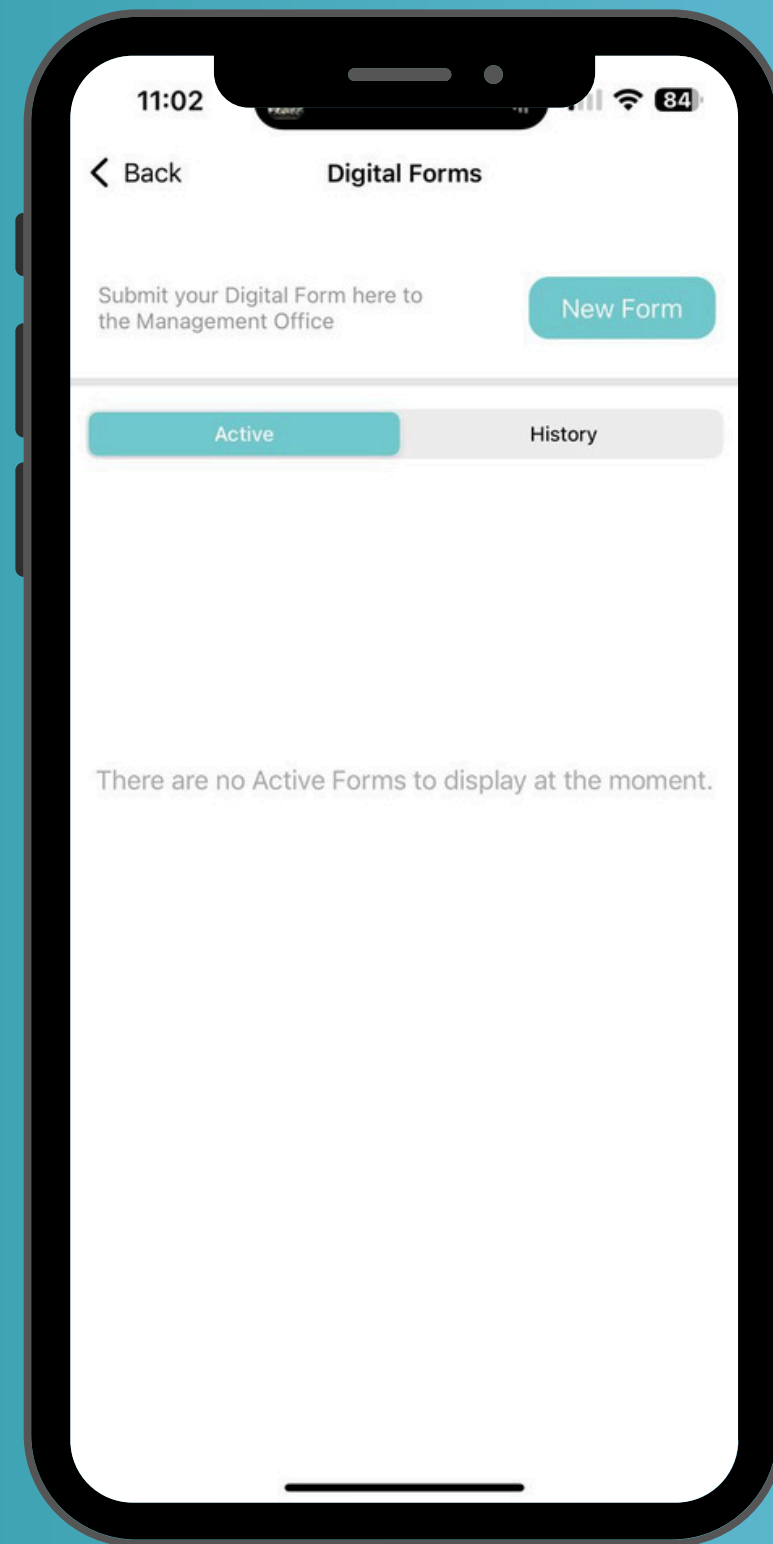 11:02
84
Back
Digital Forms
Submit your Digital Form here to
the Management Office
New Form
Active
History
There are no Active Forms to display at the moment.